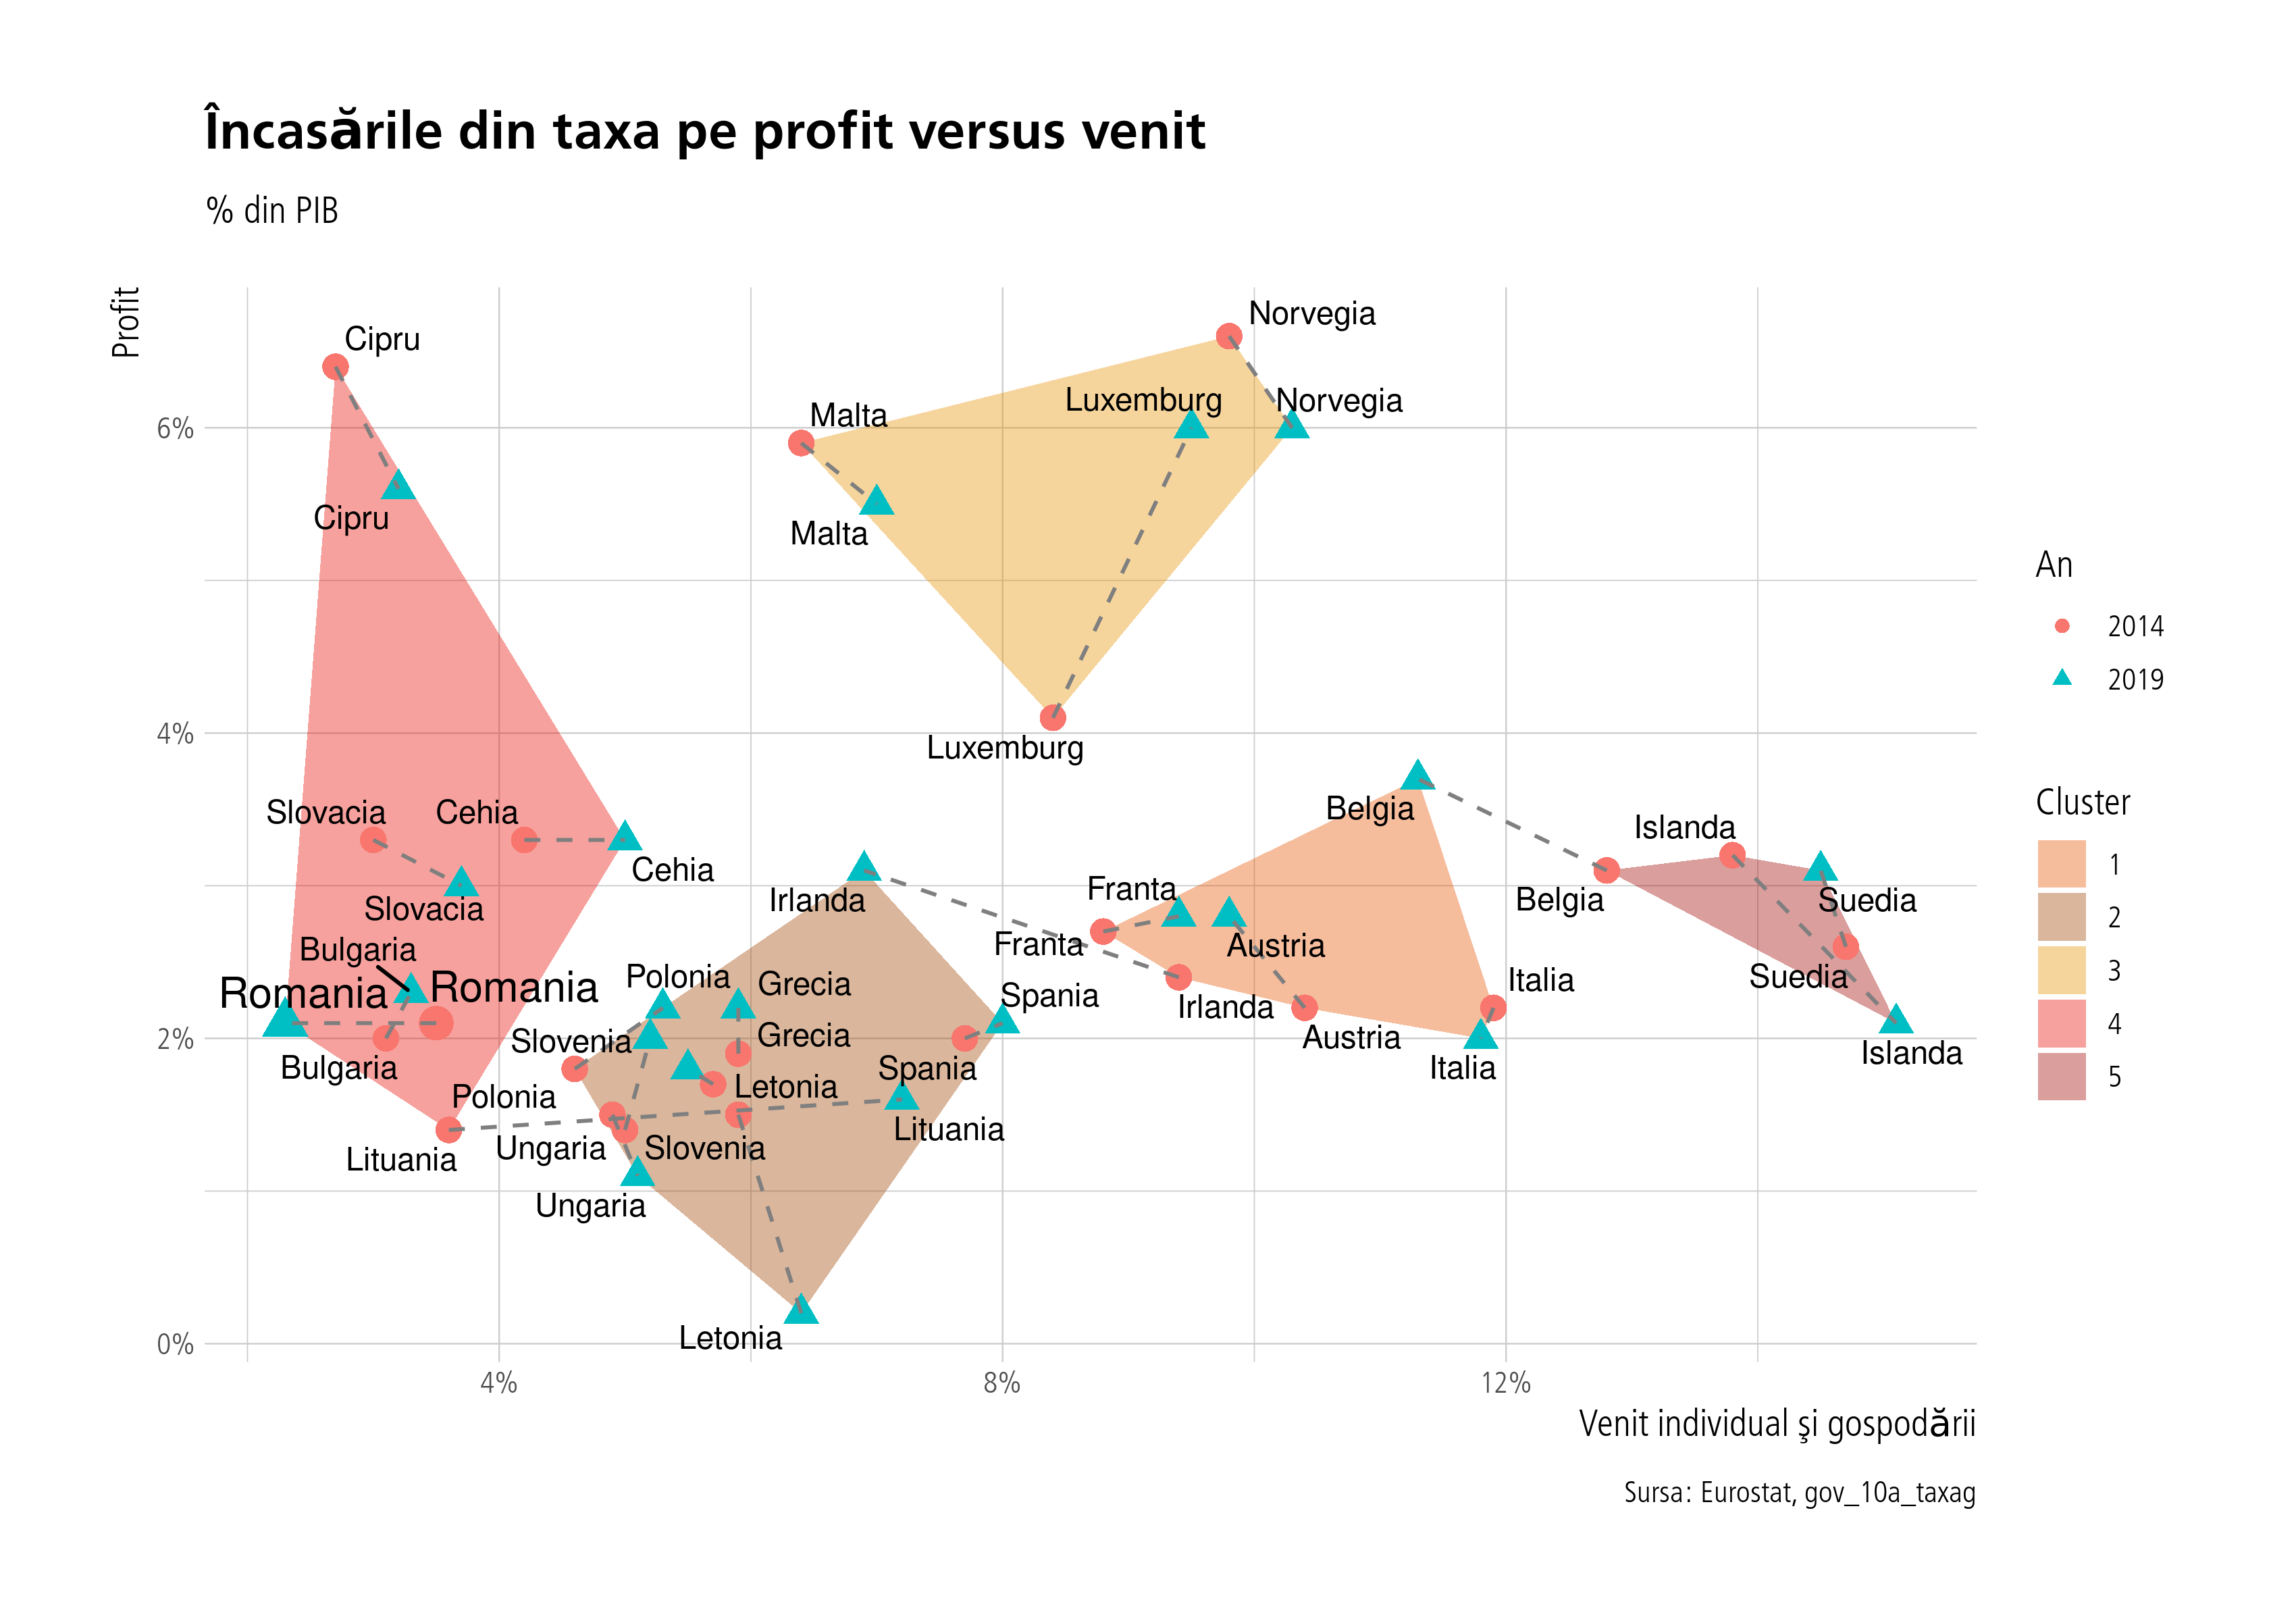 Încasările din taxa pe profit versus venit
% din PIB
Profit
Cipru
Norvegia
Luxemburg
Norvegia
Malta
6%
Cipru
Malta
4%
Luxemburg
Slovacia
Cehia
Belgia
Islanda
Cehia
Franta
Irlanda
Belgia
Suedia
Slovacia
Bulgaria
Franta
Austria
Polonia
Grecia
Italia
Suedia
Romania
Romania
Spania
Irlanda
2%
Slovenia
Grecia
Austria
Islanda
Bulgaria
Spania
Italia
Polonia
Letonia
Lituania
Lituania
Ungaria
Slovenia
Ungaria
Letonia
0%
4%
8%
12%
Venit individual şi gospodării
Sursa: Eurostat, gov_10a_taxag
An
2014
2019
Cluster
1
2
3
4
5